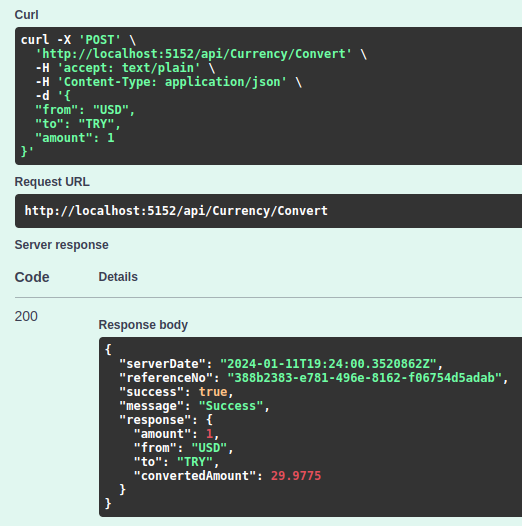 Curl
curl -X 'POST' \
'http://localhost:5152/api/Currency/Convert' \
-H 'accept: text/plain' \
-H 'Content-Type: application/json' \
-d '{
"from": "USD",
"to": "TRY",
"amount": 1
}'
Request URL
http://localhost:5152/api/Currency/Convert
Server response
Code Details
200
Response body
{
"serverDate": "2024-01-11T19:24:00.3520862Z",
"referenceNo": "388b2383-e781-496e-8162-f06754d5adab",
"success": true,
"message": "Success",
"response": {
"amount": 1,
"from": "USD",
"to": "TRY",
"convertedAmount": 29.9775
}
}